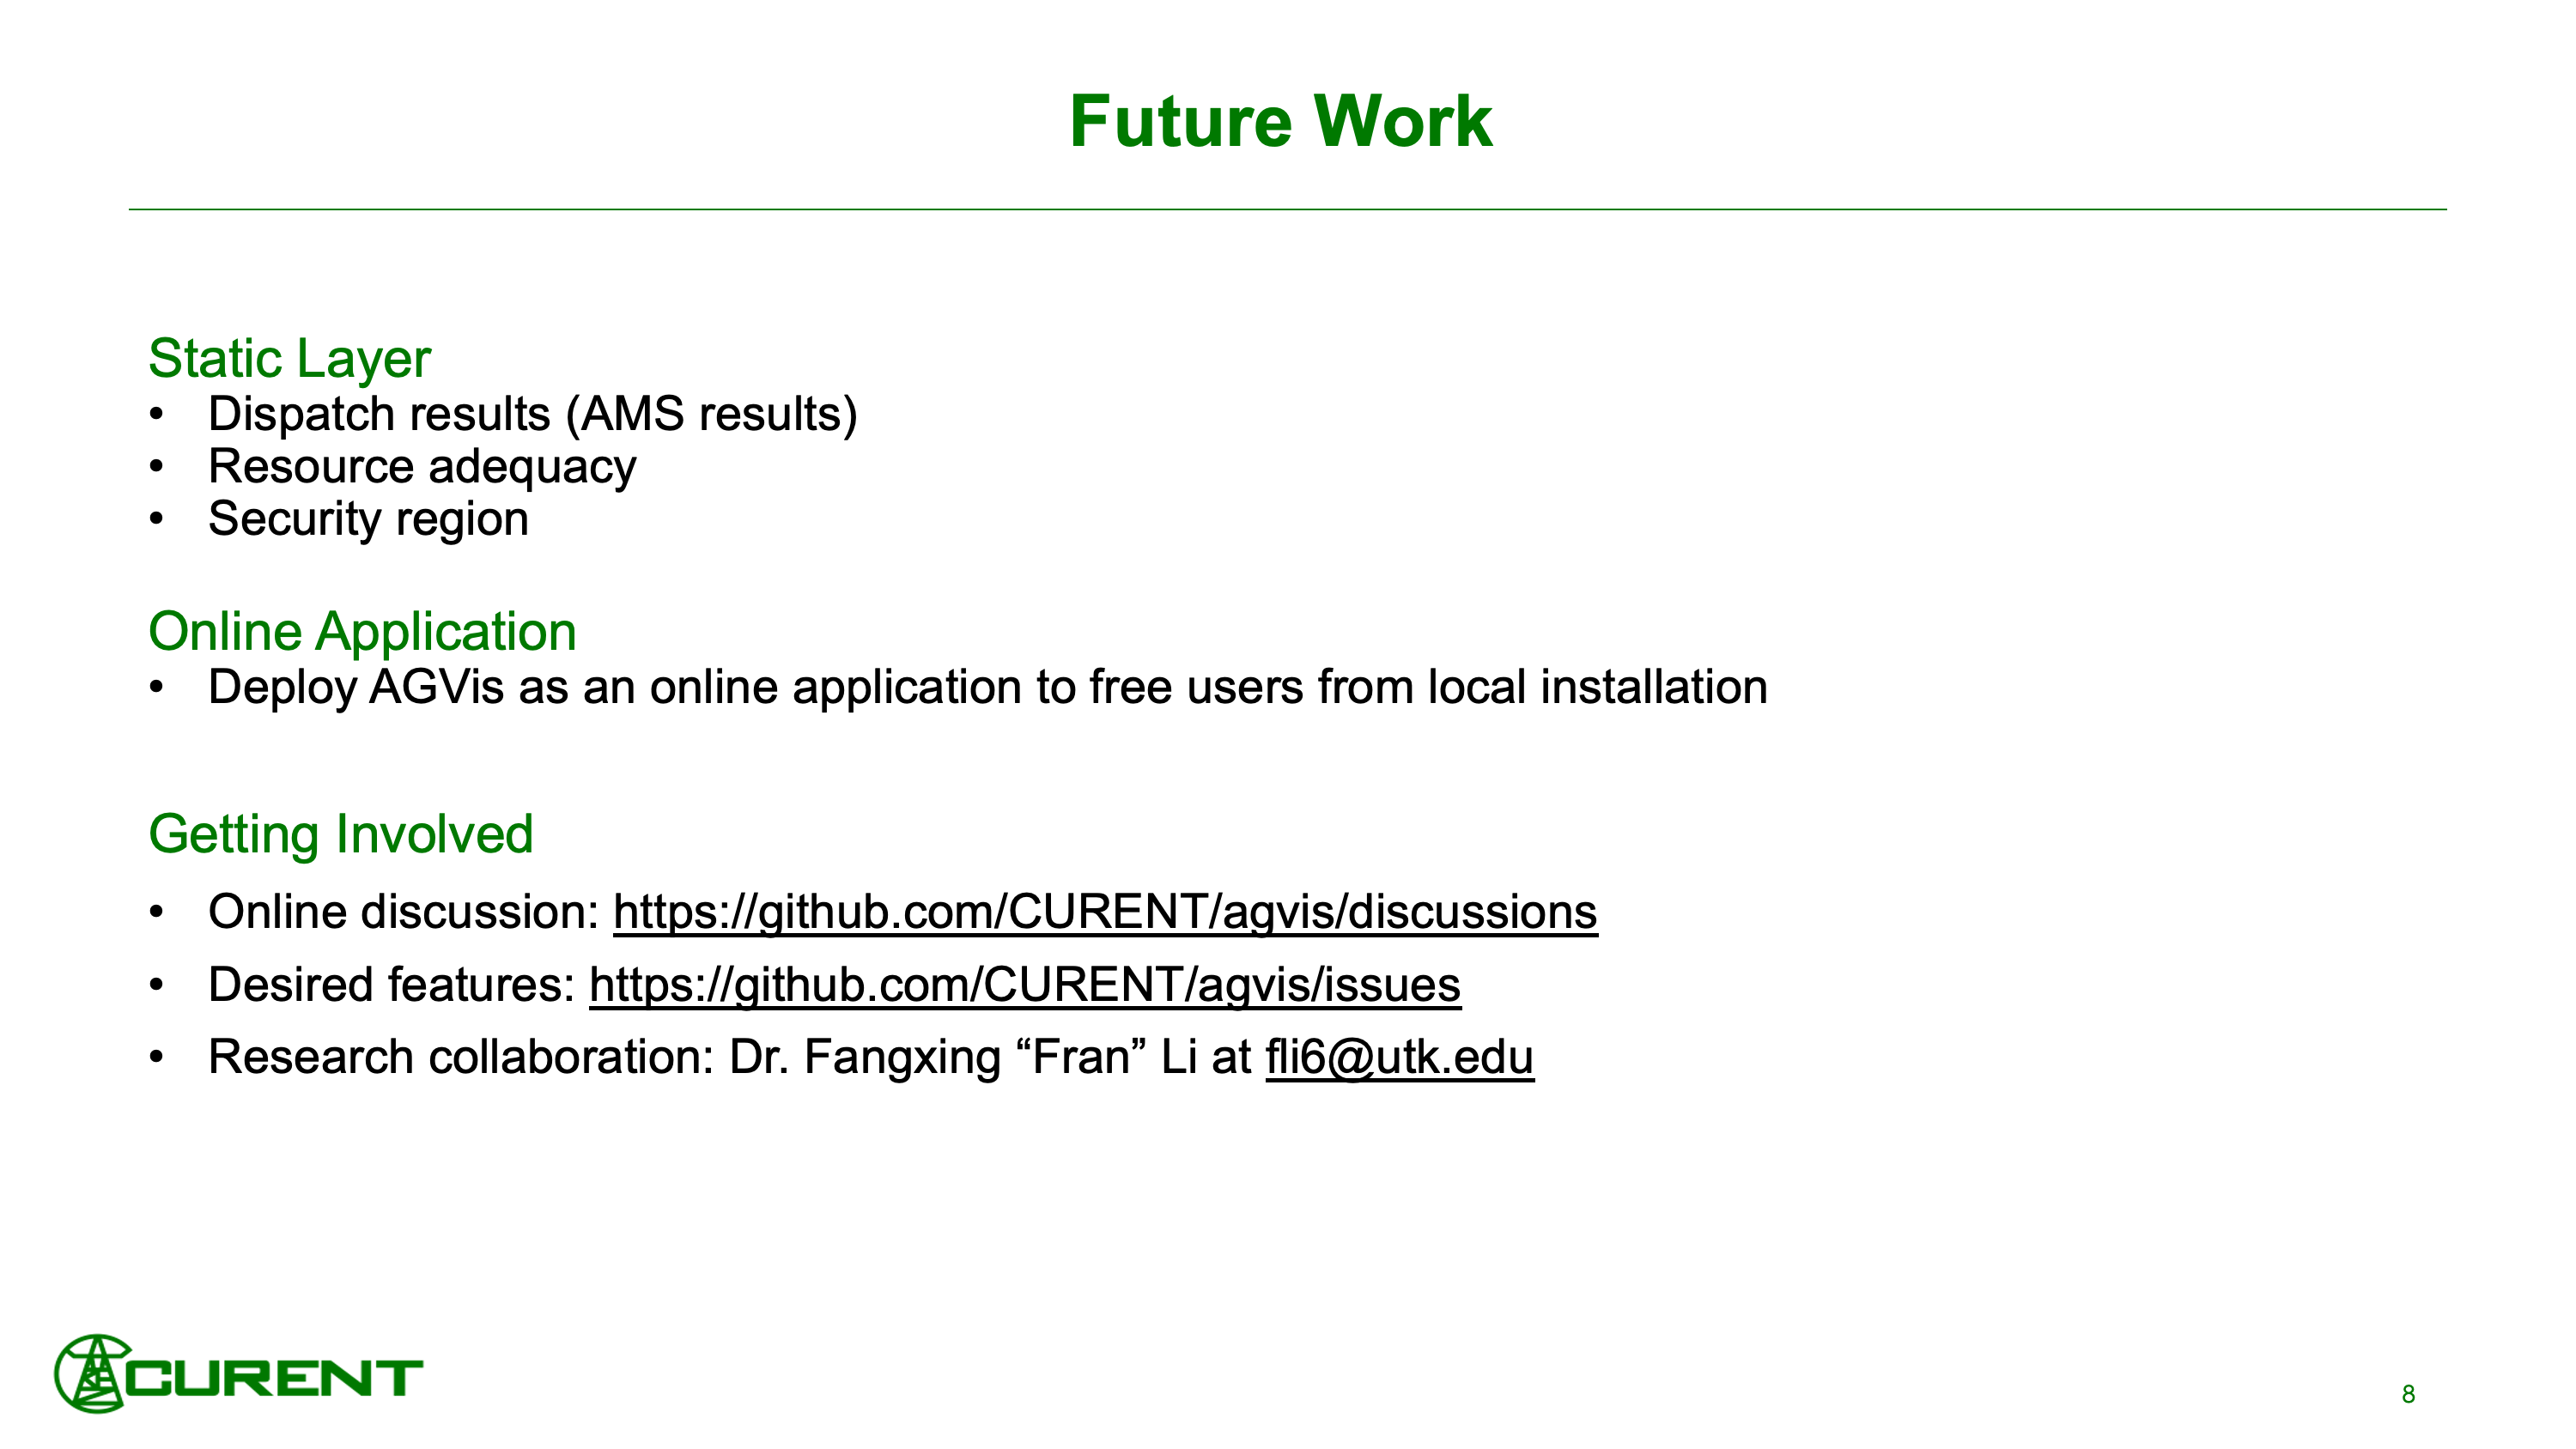 Future Work
Static Layer
• Dispatch results (AMS results)
• Resource adequacy
• Security region
Online Application
• Deploy AGVis as an online application to free users from local installation
Getting Involved
• Online discussion: https://github.com/CURENT/agvis/discussions
• Desired features: https://github.com/CURENT/agvis/issues
• Research collaboration: Dr. Fangxing “Fran” Li at fli6@utk.edu
CURENT
8